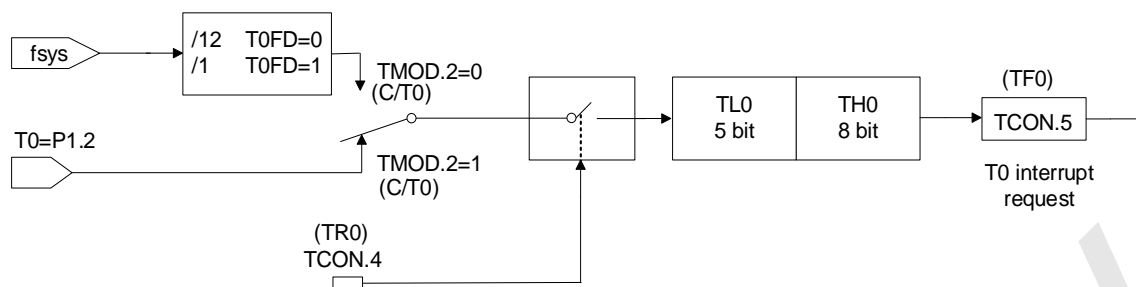 fsys
/12 T0FD=0
/1 T0FD=1
TMOD.2=0
(C/T0)
T0=P1.2
TMOD.2=1
(C/T0)
(TR0)
TCON.4
TL0
5 bit
TH0
8 bit
(TF0)
TCON.5
T0 interrupt
request